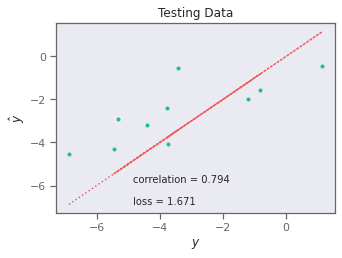 Testing Data
0
−2
−4
−6
ŷ
correlation = 0.794
loss = 1.671
−6
−4
−2
0
y